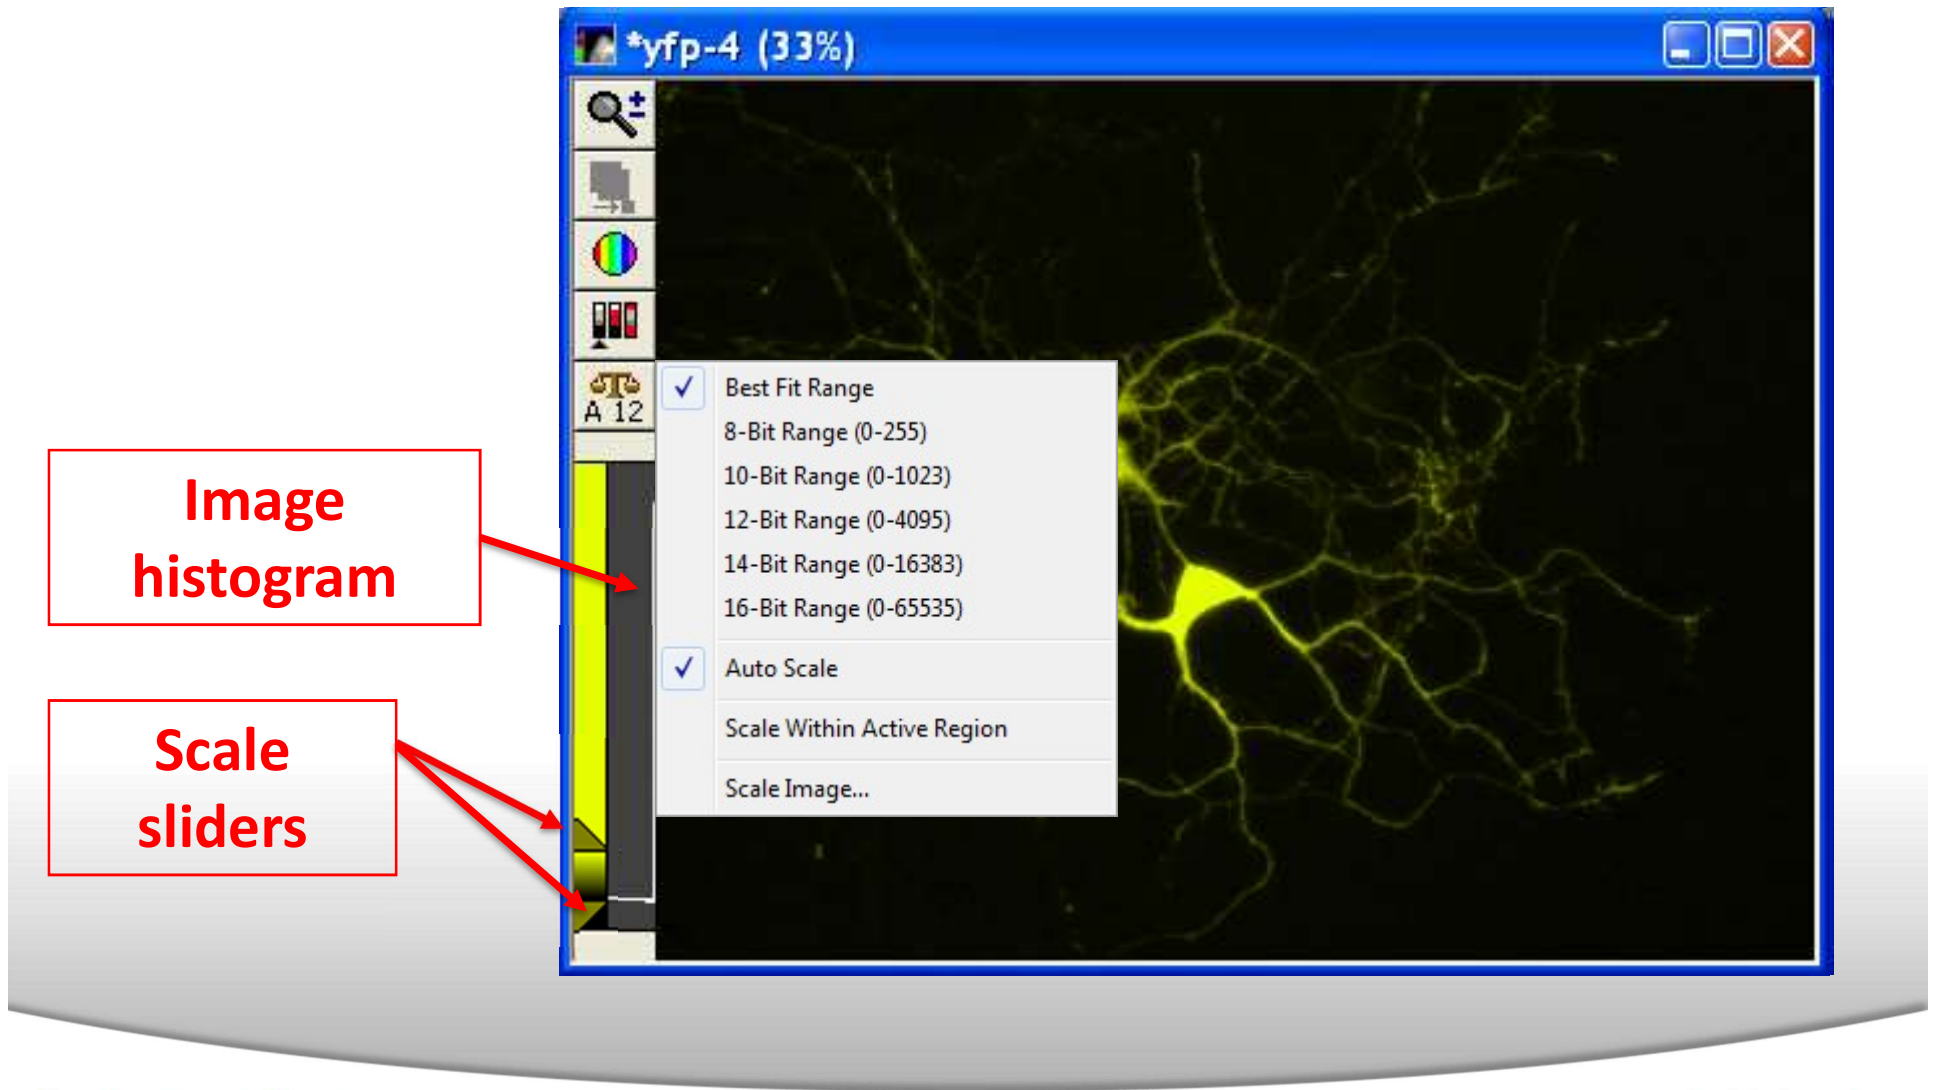 *yfp-4 (33%)
A 12
Best Fit Range
8-Bit Range (0-255)
10-Bit Range (0-1023)
12-Bit Range (0-4095)
14-Bit Range (0-16383)
16-Bit Range (0-65535)
Auto Scale
Scale Within Active Region
Scale Image...
Image
histogram
Scale
sliders